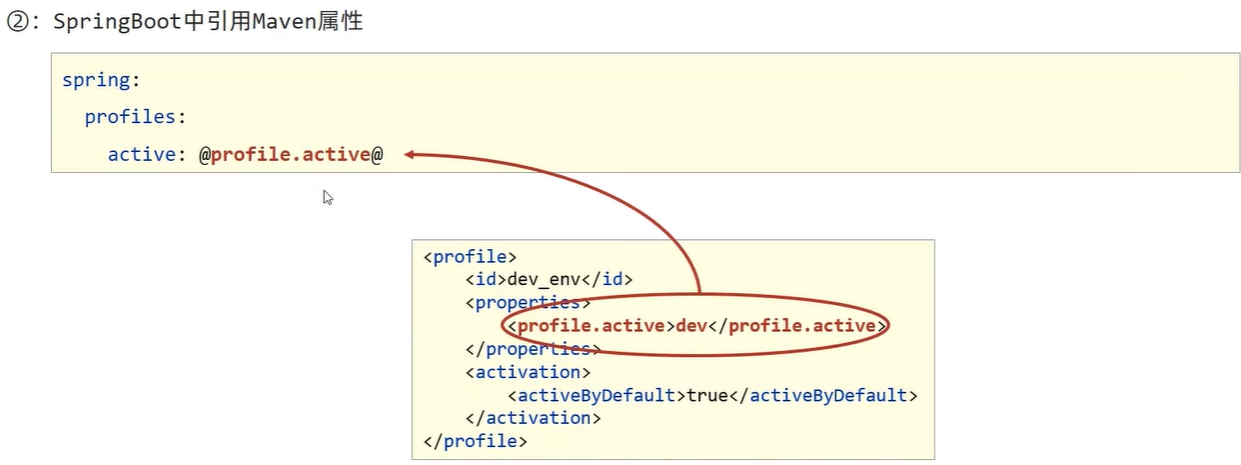 ②: SpringBoot中引用Maven属性
spring:
profiles:
active: @profile.active@
<profile>
<id>dev_env</id>
<properties>
<profile.active>dev</profile.active>
</properties>
<activation>
<activeByDefault>true</activeByDefault>
</activation>
</profile>